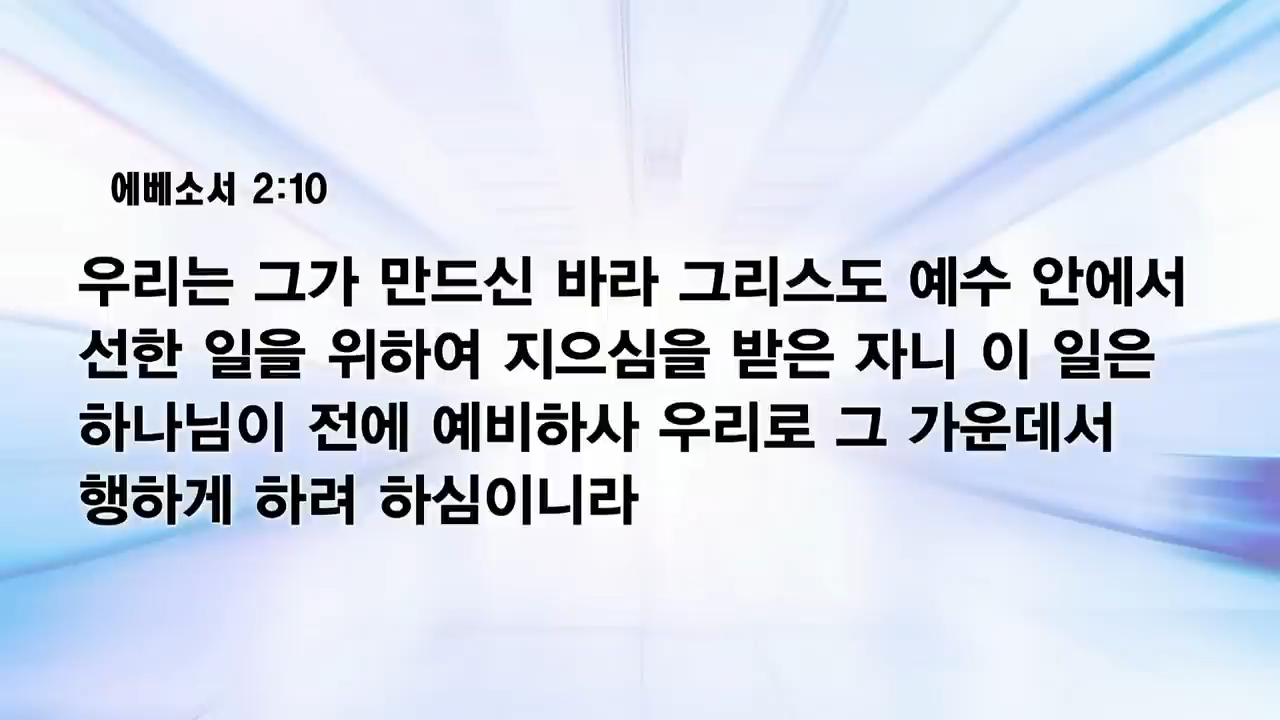 에베소서 2:10
우리는 그가 만드신 바라 그리스도 예수 안에서
선한 일을 위하여 지으심을 받은 자니 이 일은
하나님이 전에 예비하사 우리로 그 가운데서
행하게 하려 하심이니라